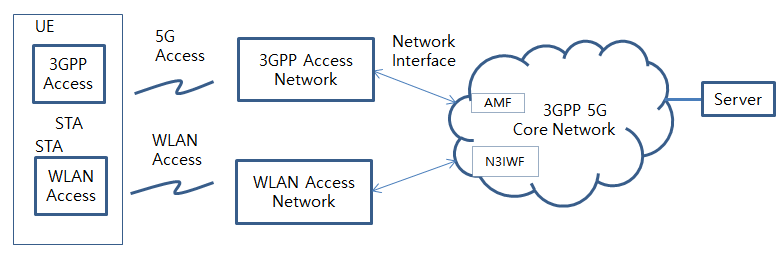 UE
3GPP
Access
STA
STA
WLAN
Access
5G
Access
WLAN
Access
3GPP Access
Network
WLAN Access
Network
Network
Interface
AMF
3GPP 5G
Core Network
N3IWF
Server